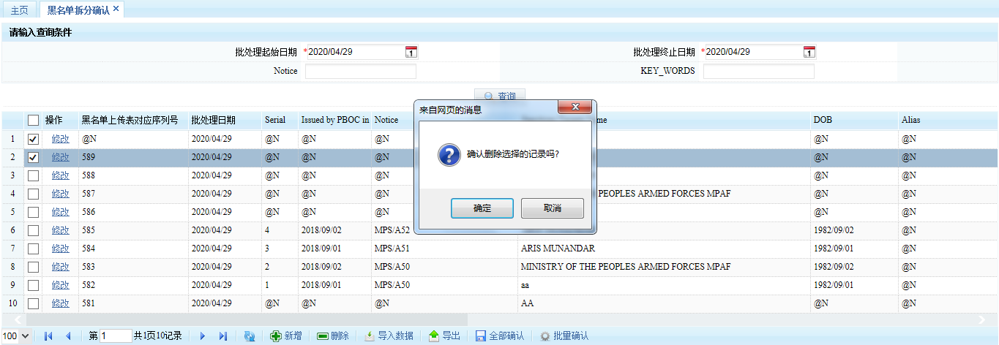 主页 黑名单拆分确认
请输入查询条件
批处理起始日期 *2020/04/29 批处理终止日期 *2020/04/29
Notice KEY_WORDS
查询
操作 黑名单上传表对应序列号 批处理日期 Serial Issued by PBOC in Notice me DOB Alias
1 修改 @N 2020/04/29 @N @N @N @N @N
2 修改 589 2020/04/29 @N @N @N @N @N
3 修改 588 2020/04/29 @N @N @N @N @N
4 修改 587 2020/04/29 @N @N @N PEOPLES ARMED FORCES MPAF @N @N
5 修改 586 2020/04/29 @N @N @N @N @N
6 修改 585 2020/04/29 4 2018/09/02 MPS/A52 1982/09/02 @N
7 修改 584 2020/04/29 3 2018/09/01 MPS/A51 ARIS MUNANDAR 1982/09/01 @N
8 修改 583 2020/04/29 2 2018/09/02 MPS/A50 MINISTRY OF THE PEOPLES ARMED FORCES MPAF 1982/09/02 @N
9 修改 582 2020/04/29 1 2018/09/01 MPS/A50 aa 1982/09/01 @N
10 修改 581 2020/04/29 @N @N @N AA @N @N
来自网页的消息
确认删除选择的记录吗?
确定 取消
100 第 1 共1页10记录 新增 删除 导入数据 导出 全部确认 批量确认